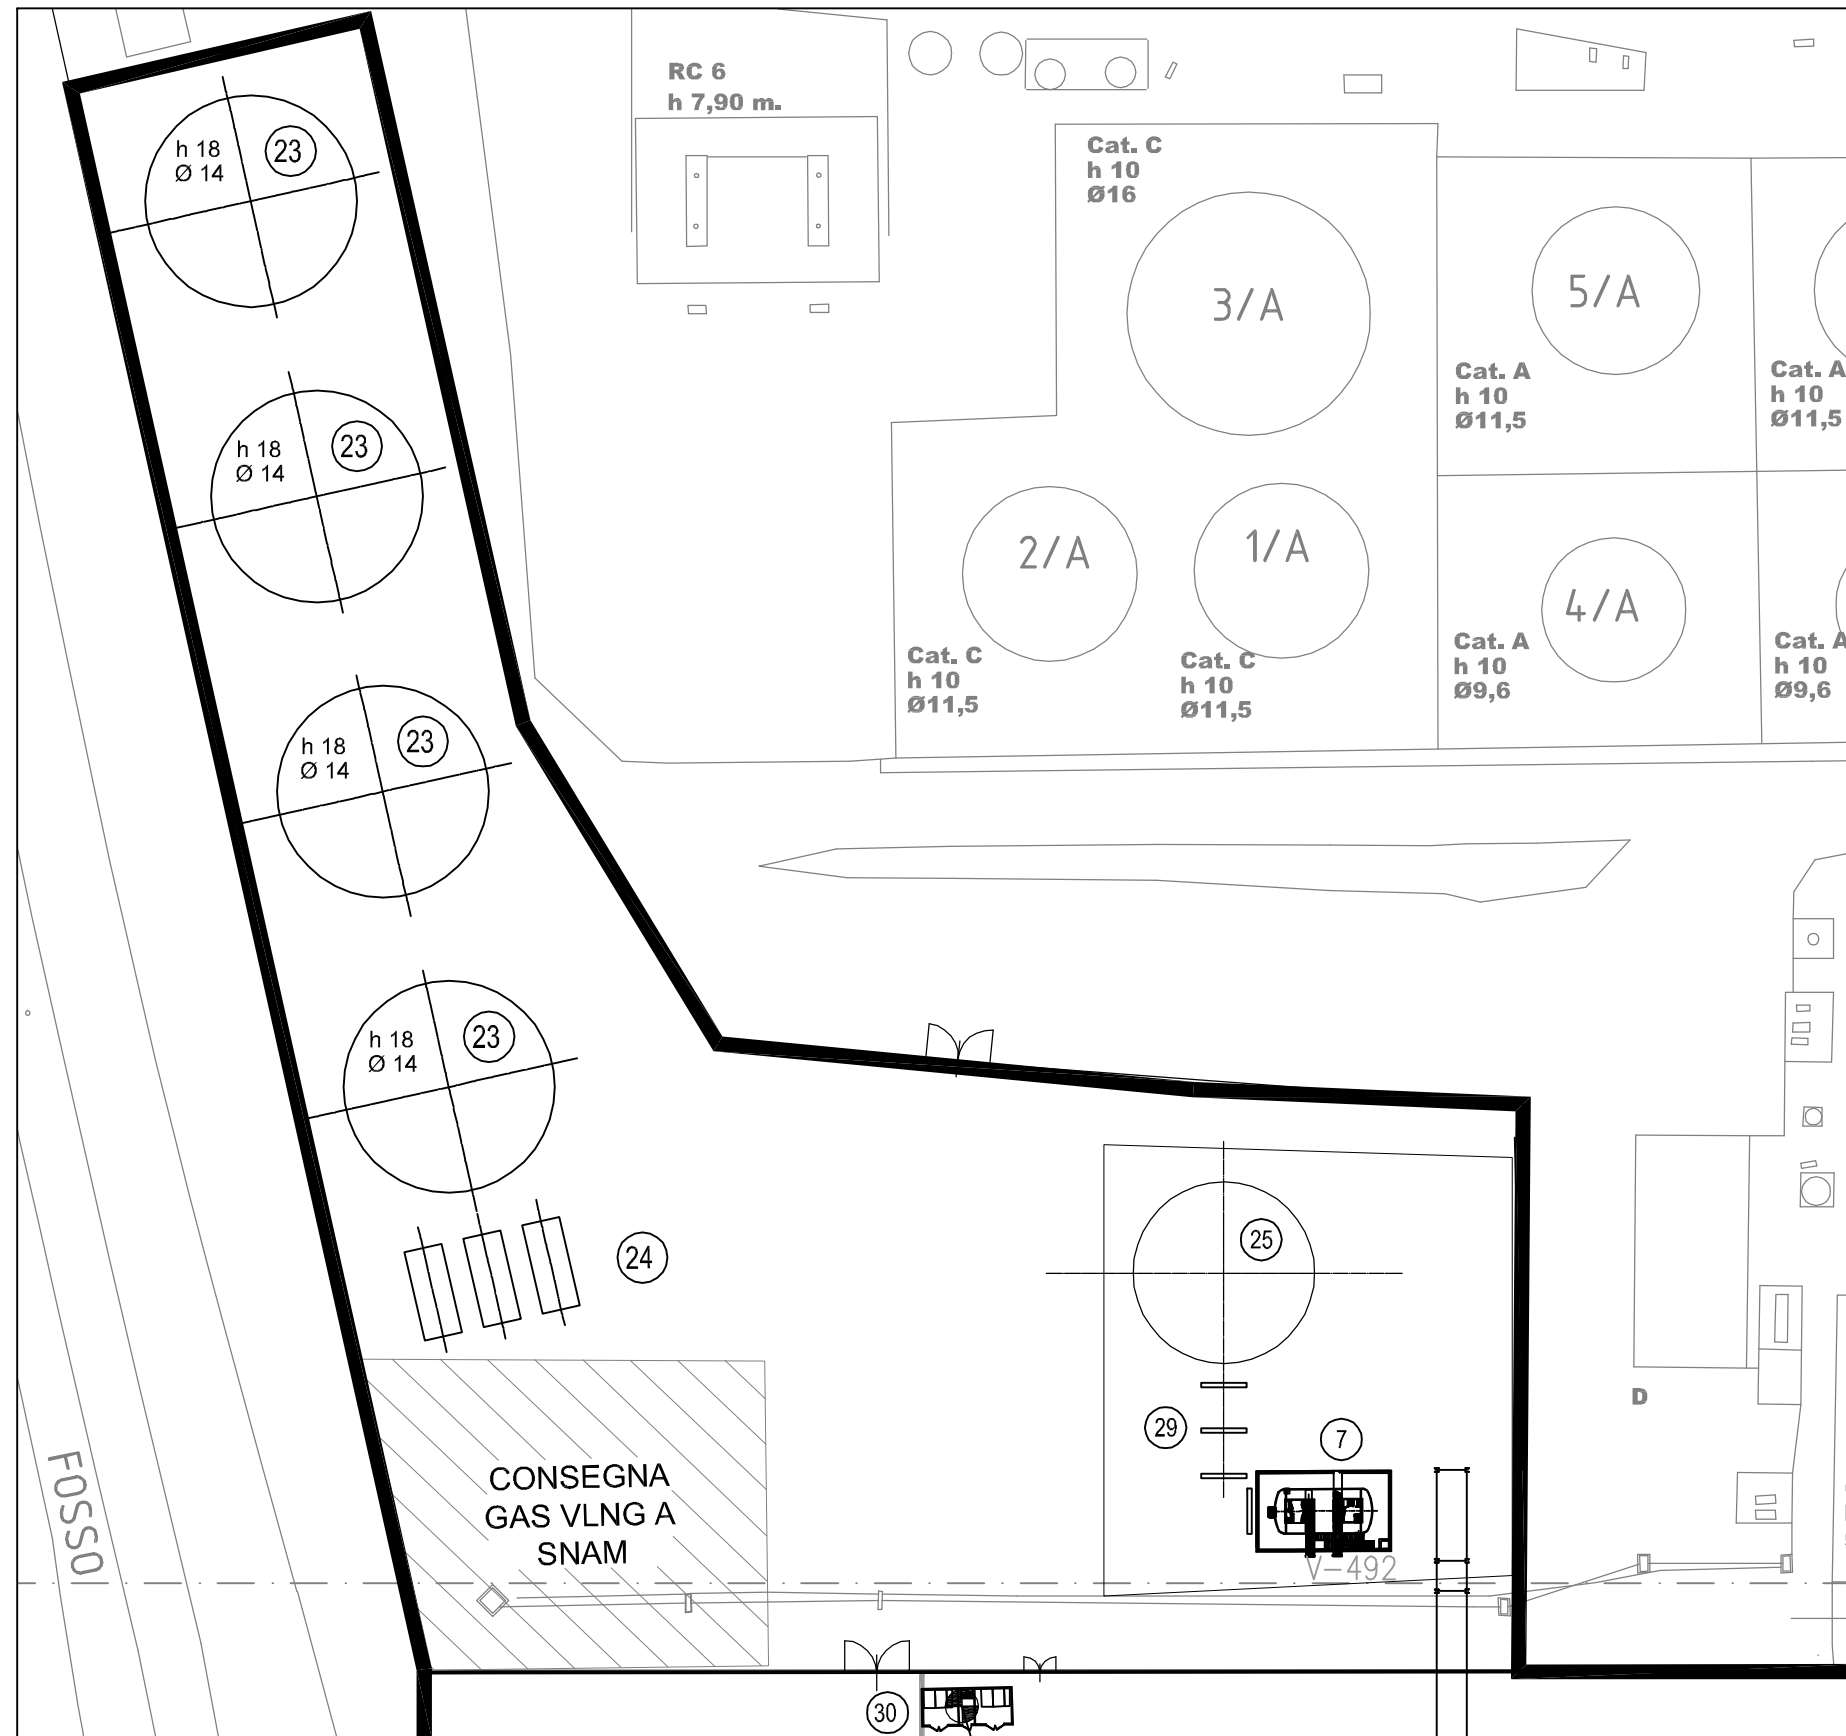 RC 6
h 7,90 m.
h 18
Ø 14
23
Cat. C
h 10
Ø16
3/A
5/A
Cat. A
h 10
Ø11,5
Cat. A
h 10
Ø11,5
h 18
Ø 14
23
2/A
1/A
4/A
Cat. C
h 10
Ø11,5
Cat. C
h 10
Ø11,5
Cat. A
h 10
Ø9,6
Cat. A
h 10
Ø9,6
h 18
Ø 14
23
h 18
Ø 14
23
24
25
29
7
D
CONSEGNA
GAS VLNG A
SNAM
FOSSO
V-492
30